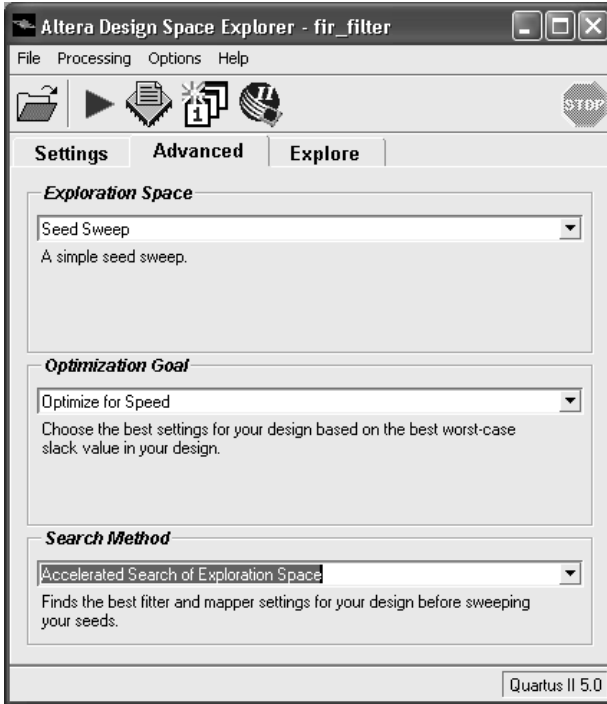 Altera Design Space Explorer - fir_filter
File Processing Options Help
STOP
Settings Advanced Explore
Exploration Space
Seed Sweep
A simple seed sweep.
Optimization Goal
Optimize for Speed
Choose the best settings for your design based on the best worst-case
slack value in your design.
Search Method
Accelerated Search of Exploration Space
Finds the best fitter and mapper settings for your design before sweeping
your seeds.
Quartus II 5.0